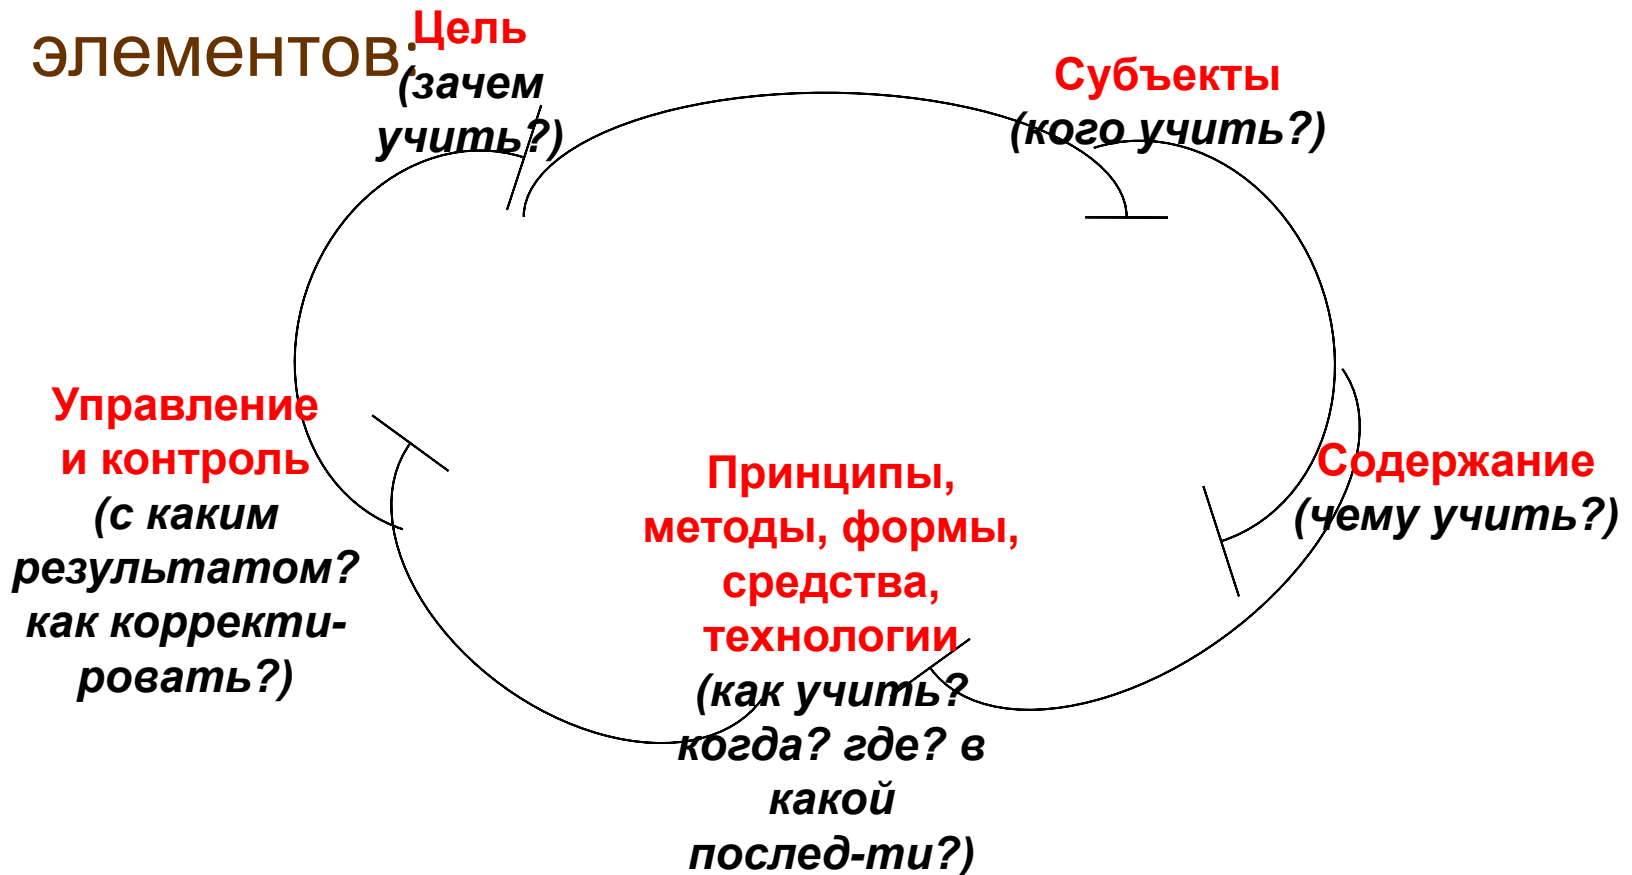 элементов:
Цель
(зачем
учить?)
Субъекты
(кого учить?)
Содержание
(чему учить?)
Принципы,
методы, формы,
средства,
технологии
(как учить?
когда? где? в
какой
послед-ти?)
Управление
и контроль
(с каким
результатом?
как корректи-
ровать?)